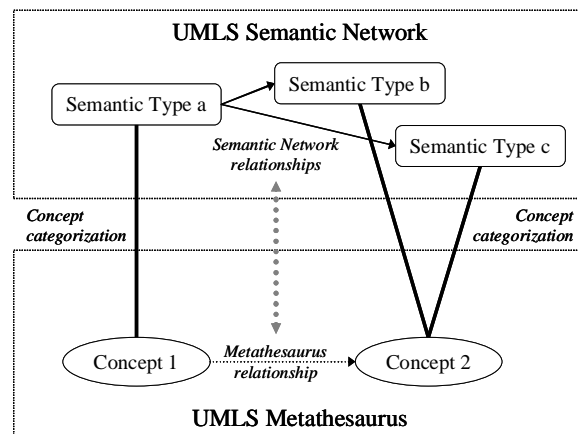 UMLS Semantic Network
Semantic Type b
Semantic Type a
Semantic Type c
Semantic Network
relationships
Concept
categorization
Concept
categorization
Metathesaurus
relationship
Concept 1
Concept 2
UMLS Metathesaurus